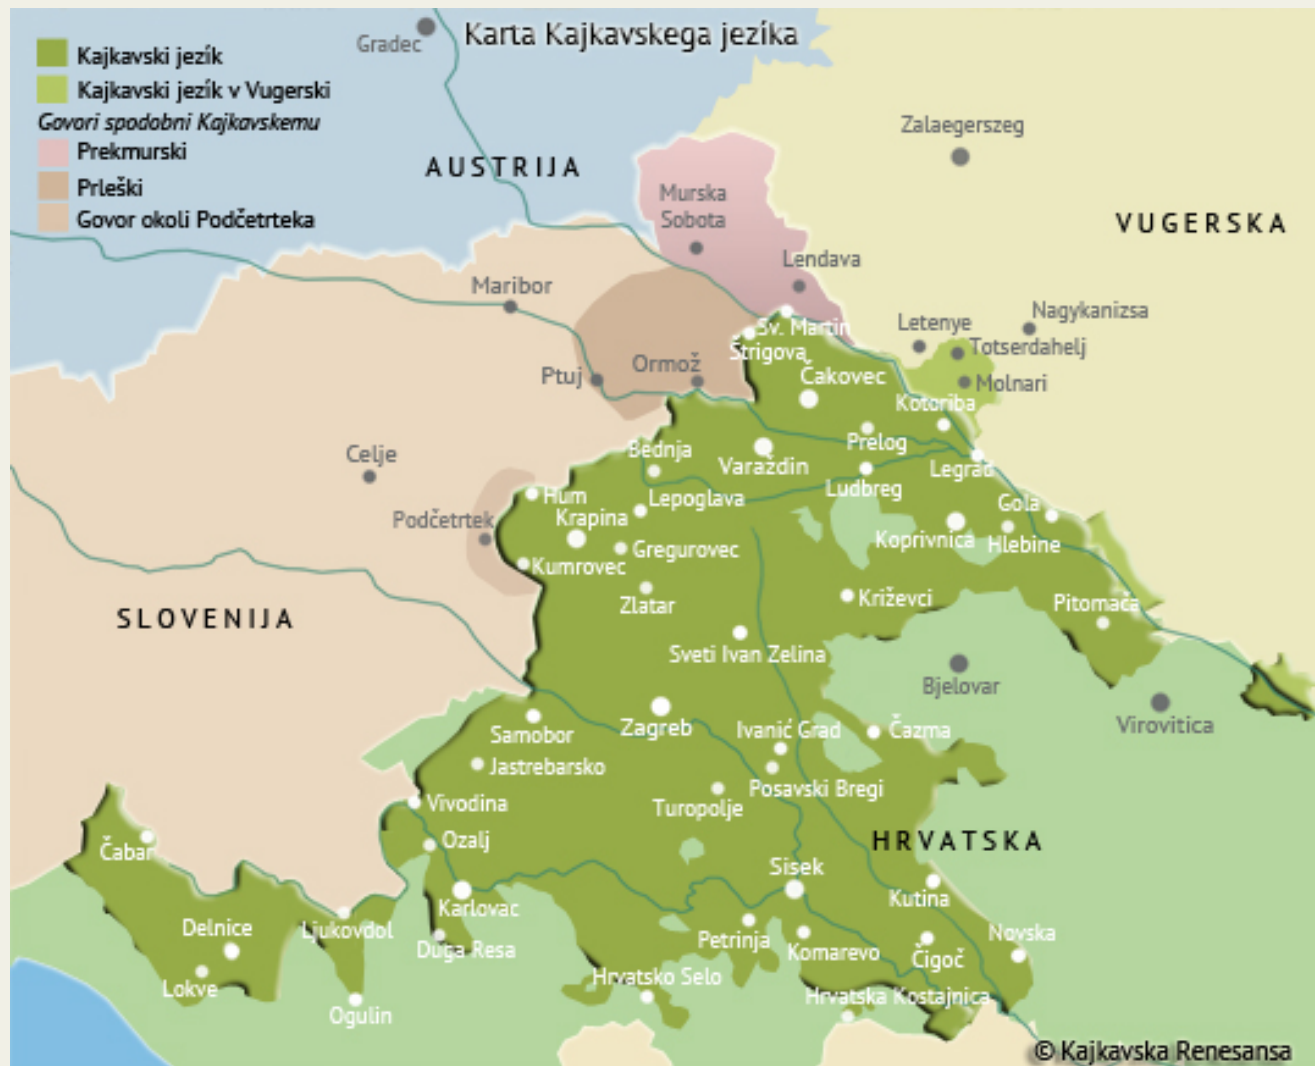 Karta Kajkavskega jezíka
Gradec
Kajkavski jezík
Kajkavski jezík v Vugerski
Govori spodobni Kajkavskemu
Prekmurski
Prleški
Govor okoli Podčetrteka
AUSTRIJA
Zalaegerszeg
VUGERSKA
Murska
Sobota
Lendava
Maribor
Nagykanizsa
Letenye
Totserdahelj
Molnari
Sv. Martin
Štrigova
Ptuj
Ormož
Čakovec
Kotoriba
Prelog
Bednja
Varaždin
Legrad
Celje
Ludbreg
Hum
Lepoglava
Gola
Krapina
Podčetrtek
Koprivnica
Hlebine
Gregurovec
Kumrovec
Zlatar
Križevci
Pitomača
SLOVENIJA
Sveti Ivan Zelina
Bjelovar
Virovitica
Zagreb
Samobor
Ivanić Grad
Čazma
Jastrebarsko
Posavski Bregi
Vivodina
Turopolje
Ozalj
HRVATSKA
Čabar
Sisek
Kutina
Karlovac
Delnice
Ljukovdol
Duga Resa
Petrinja
Komarevo
Čigoč
Novska
Lokve
Hrvatsko Selo
Hrvatska Kostajnica
Ogulin
© Kajkavska Renesansa